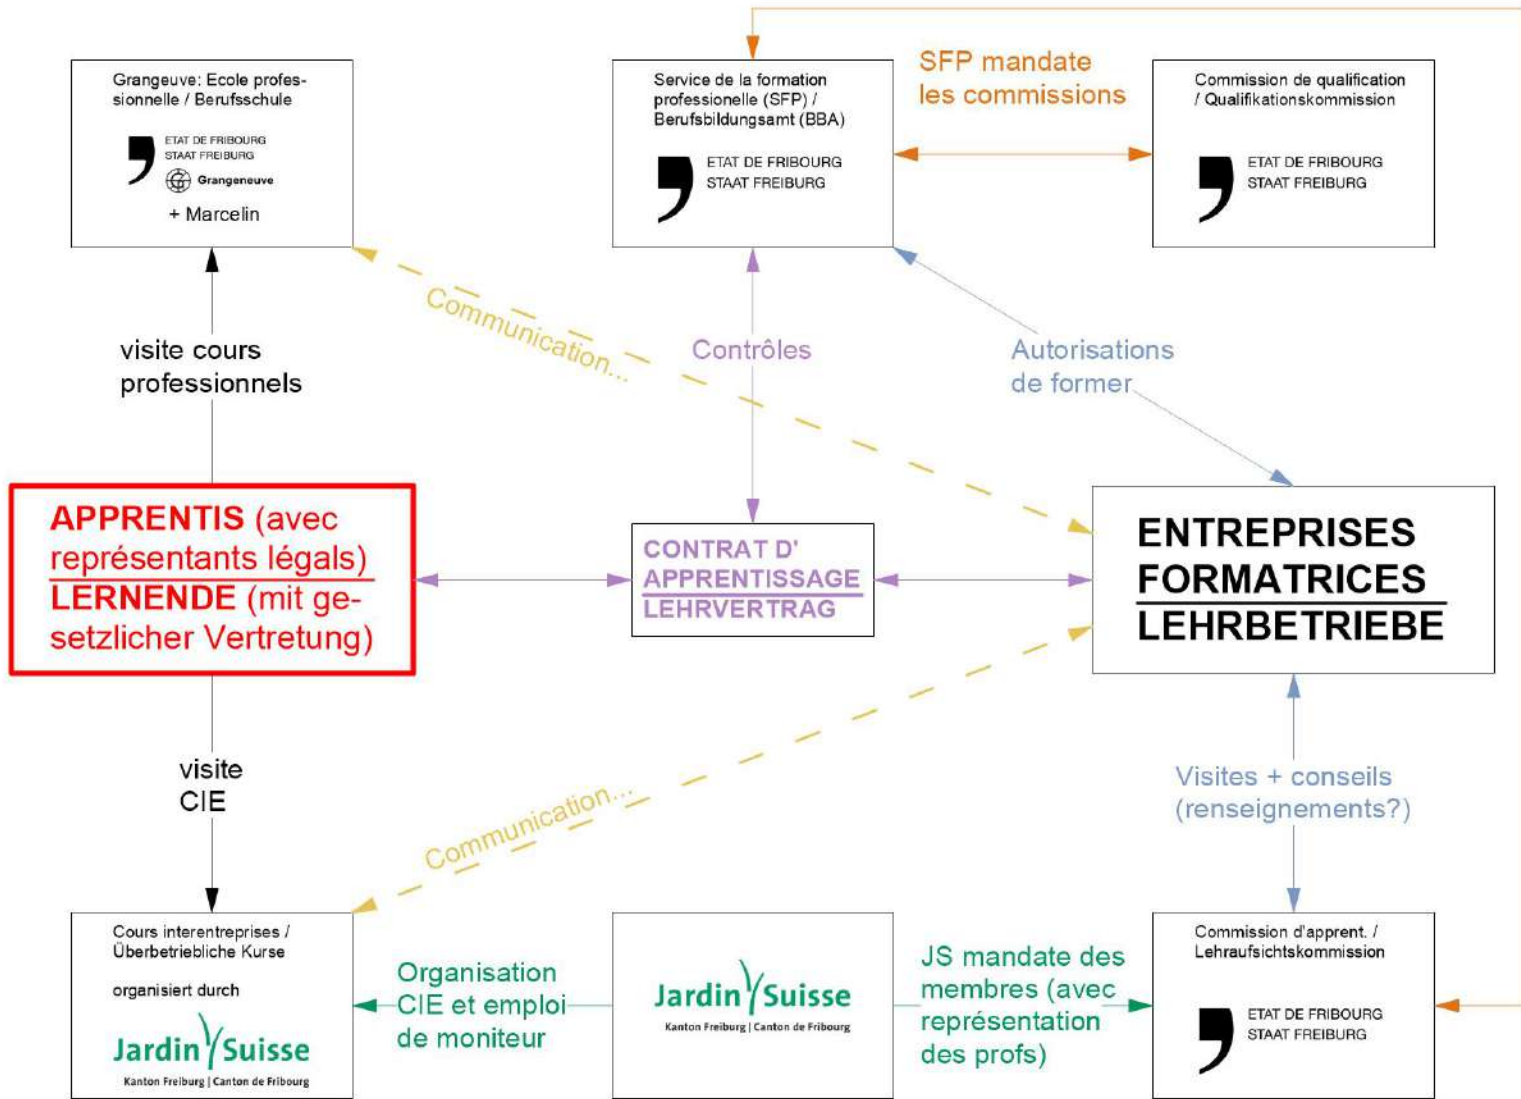 Grangeuve: Ecole profes-
sionnelle / Berufsschule
ETAT DE FRIBOURG
STAAT FREIBURG
Grangeneuve
+ Marcelin
Service de la formation
professionelle (SFP) /
Berufsbildungsamt (BBA)
ETAT DE FRIBOURG
STAAT FREIBURG
SFP mandate
les commissions
Commission de qualification
/ Qualifikationskommission
ETAT DE FRIBOURG
STAAT FREIBURG
Communication...
visite cours
professionnels
Contrôles
Autorisations
de former
APPRENTIS (avec
représentants légals)
LERNENDE (mit ge-
setzlicher Vertretung)
CONTRAT D'
APPRENTISSAGE
LEHRVERTRAG
ENTREPRISES
FORMATRICES
LEHRBETRIEBE
visite
CIE
Communication...
Visites + conseils
(renseignements?)
Cours interentreprises /
Überbetriebliche Kurse
organisiert durch
Jardin Suisse
Kanton Freiburg | Canton de Fribourg
Organisation
CIE et emploi
de moniteur
Jardin Suisse
Kanton Freiburg | Canton de Fribourg
JS mandate des
membres (avec
représentation
des profs)
Commission d'apprent. /
Lehraufsichtskommission
ETAT DE FRIBOURG
STAAT FREIBURG